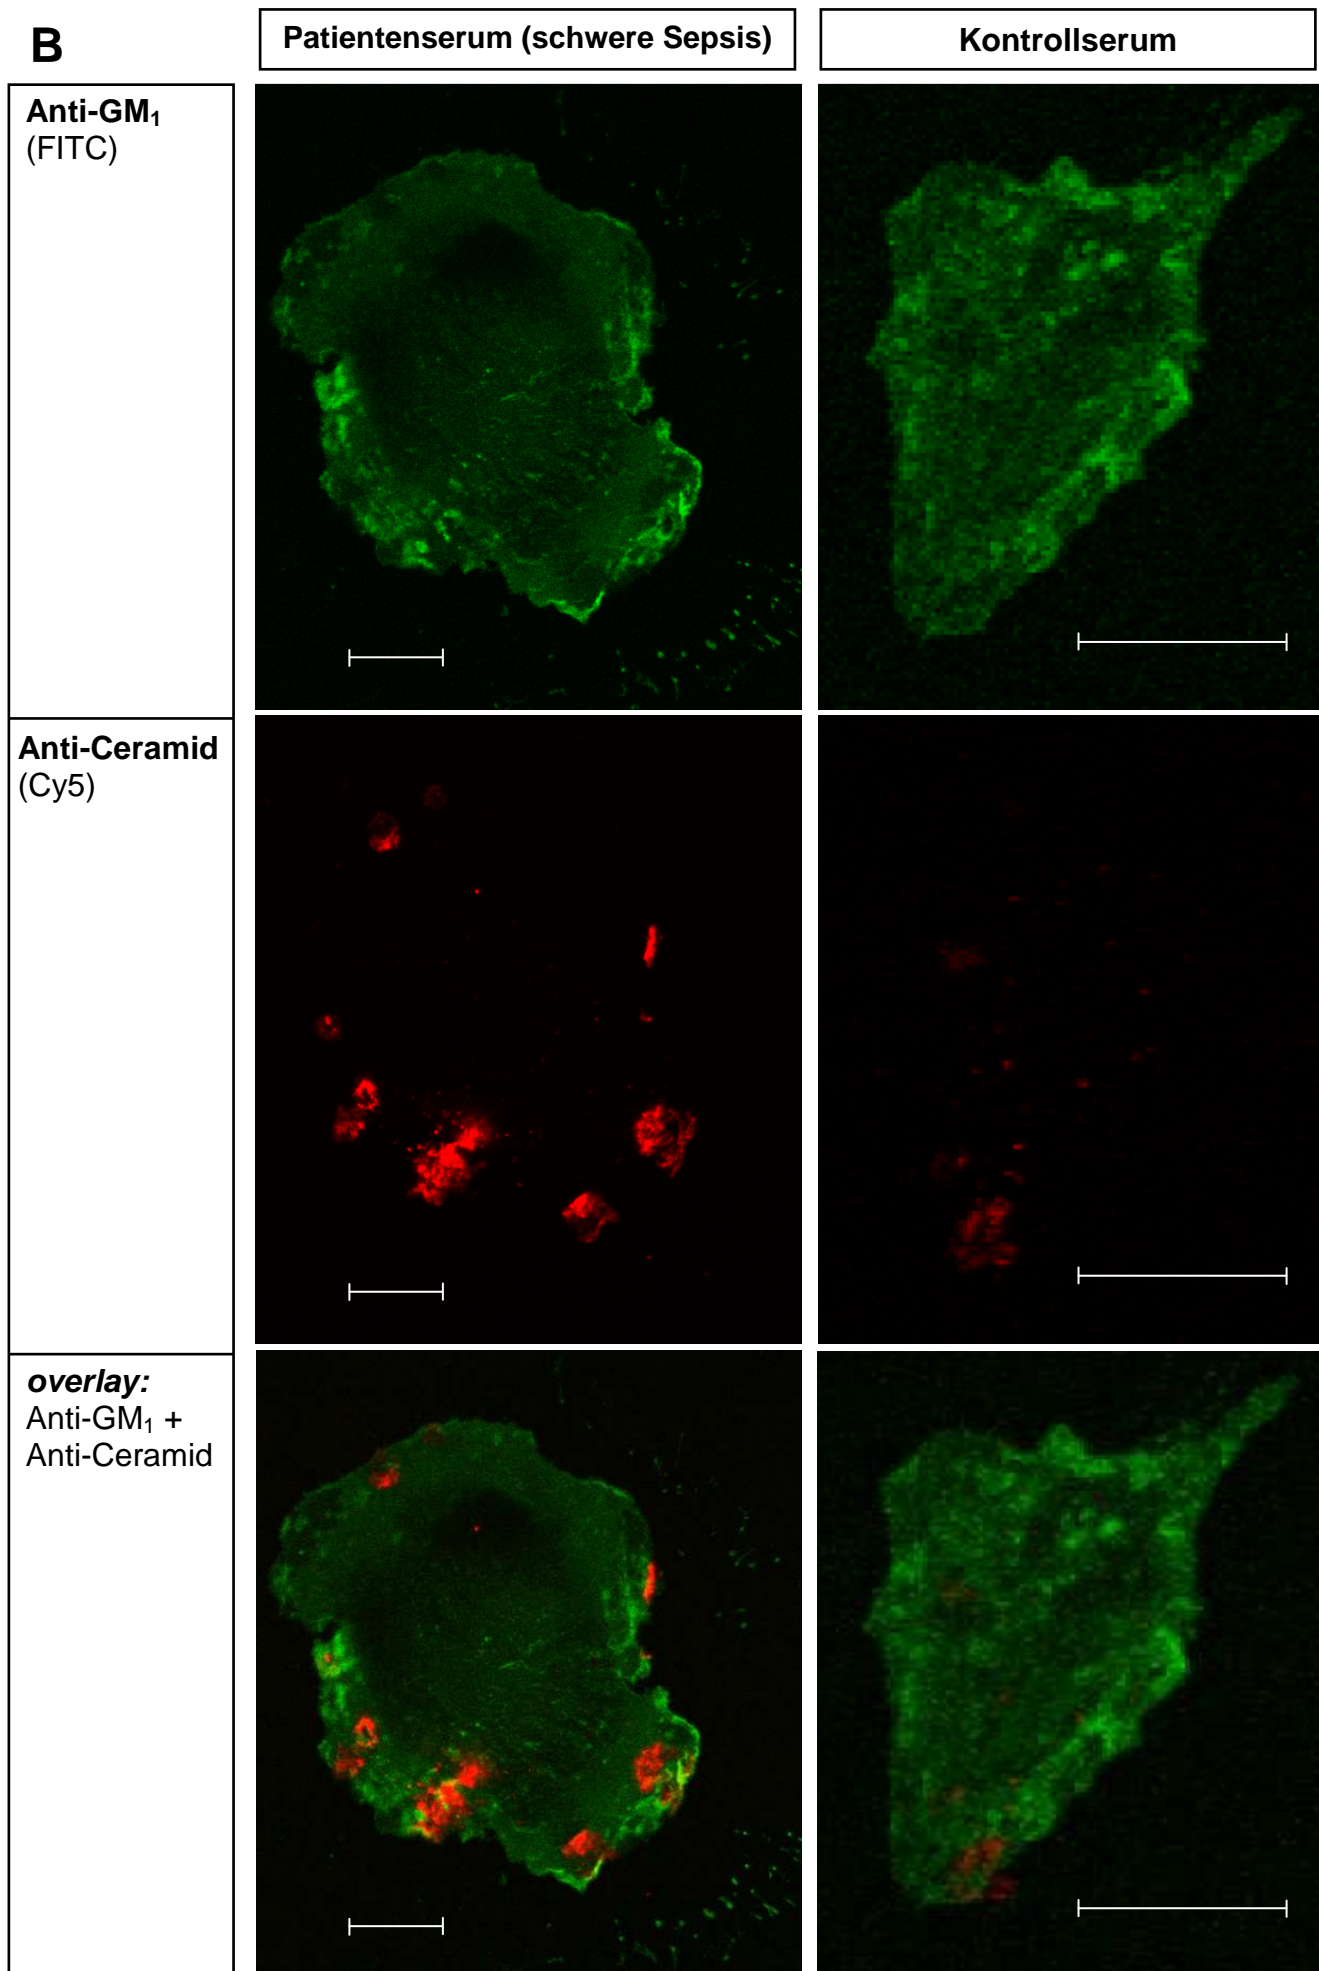 B
Patientenserum (schwere Sepsis)
Kontrollserum
Anti-GM₁
(FITC)
Anti-Ceramid
(Cy5)
overlay:
Anti-GM₁ +
Anti-Ceramid